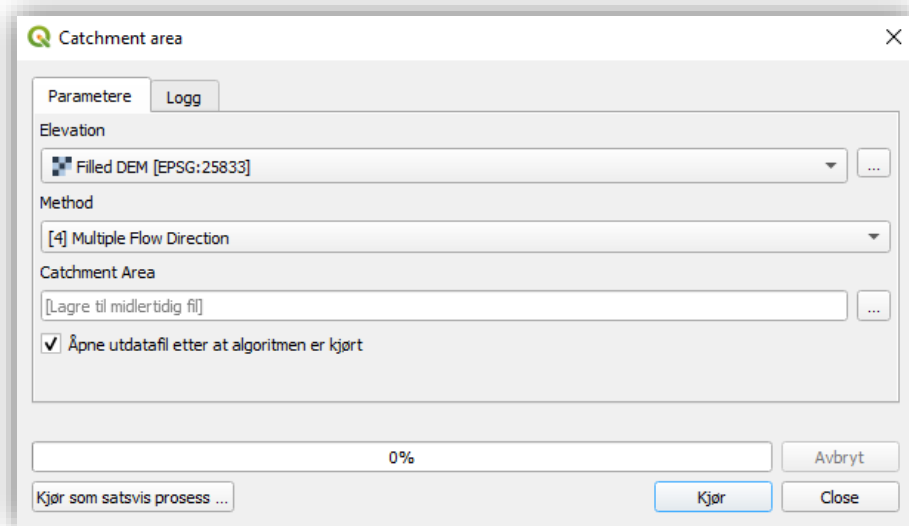 Catchment area
Parametere
Logg
Elevation
Filled DEM [EPSG:25833]
...
Method
[4] Multiple Flow Direction
Catchment Area
[Lagre til midlertidig fil]
...
Åpne utdatafil etter at algoritmen er kjørt
0%
Avbryt
Kjør som satsvis prosess ...
Kjør
Close